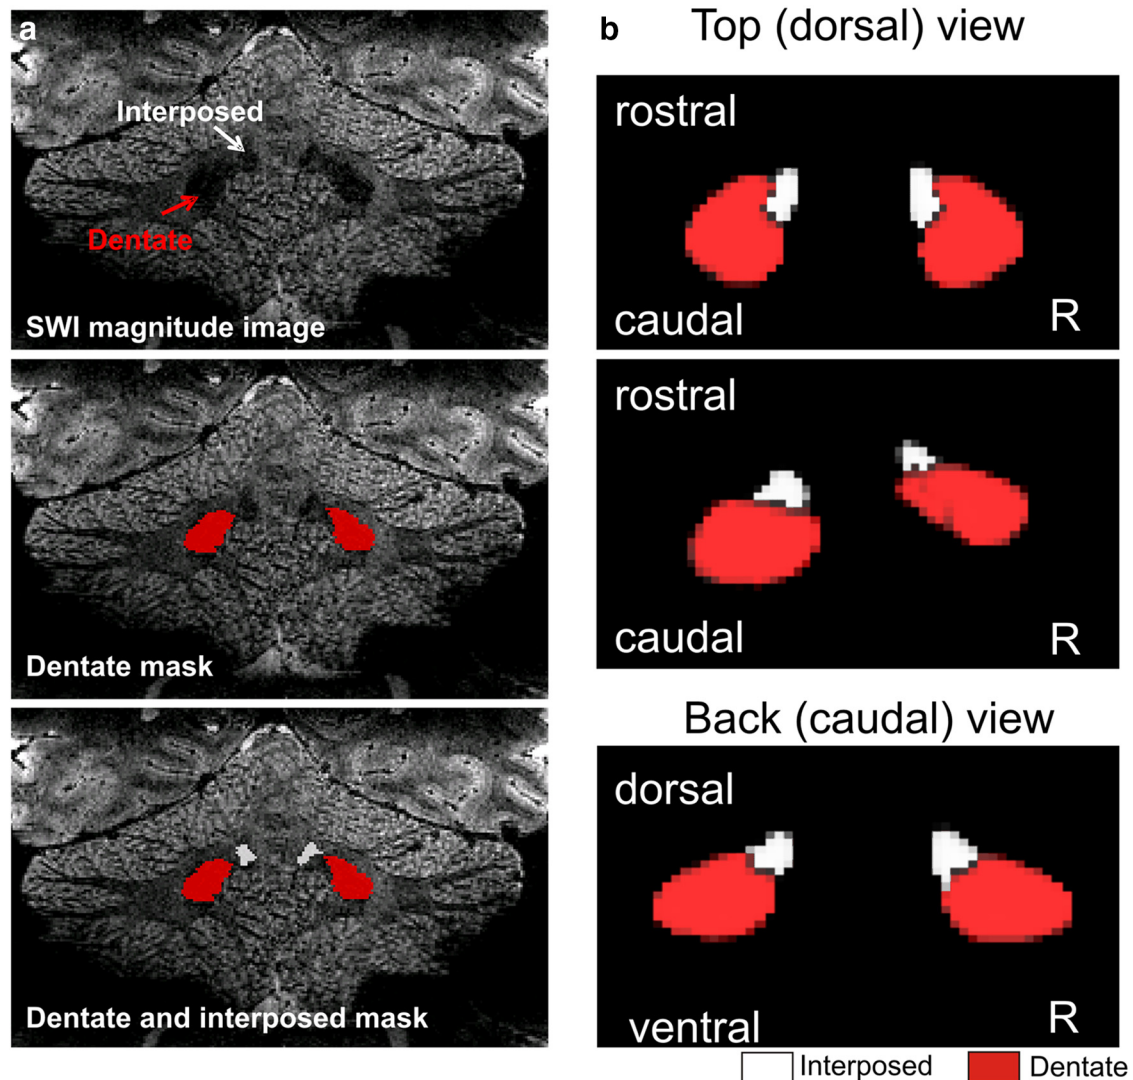 a
Interposed
Dentate
SWI magnitude image
Dentate mask
Dentate and interposed mask
b
Top (dorsal) view
rostral
caudal
R
rostral
caudal
R
Back (caudal) view
dorsal
ventral
R
Interposed
Dentate